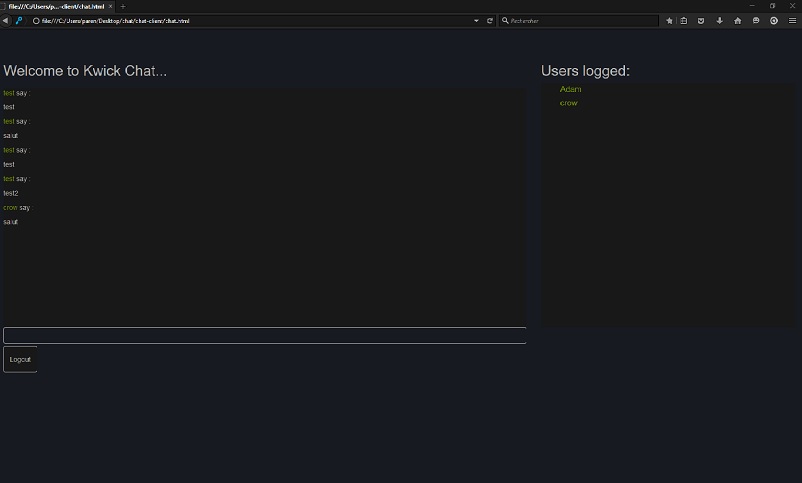 file:///C:/Users/p...-client/chat.html
file:///C:/Users/paren/Desktop/chat/chat-client/chat.html
Rechercher
Welcome to Kwick Chat...
Users logged:
test say :
test
test say :
salut
test say :
test
test say :
test2
crow say :
salut
Adam
crow
Logout